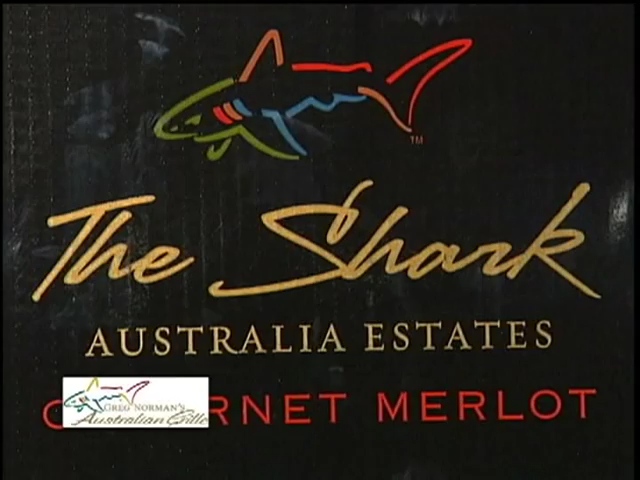 TM
The Shark
AUSTRALIA ESTATES
C RNET MERLOT
GREG NORMAN'S
Australian Grille